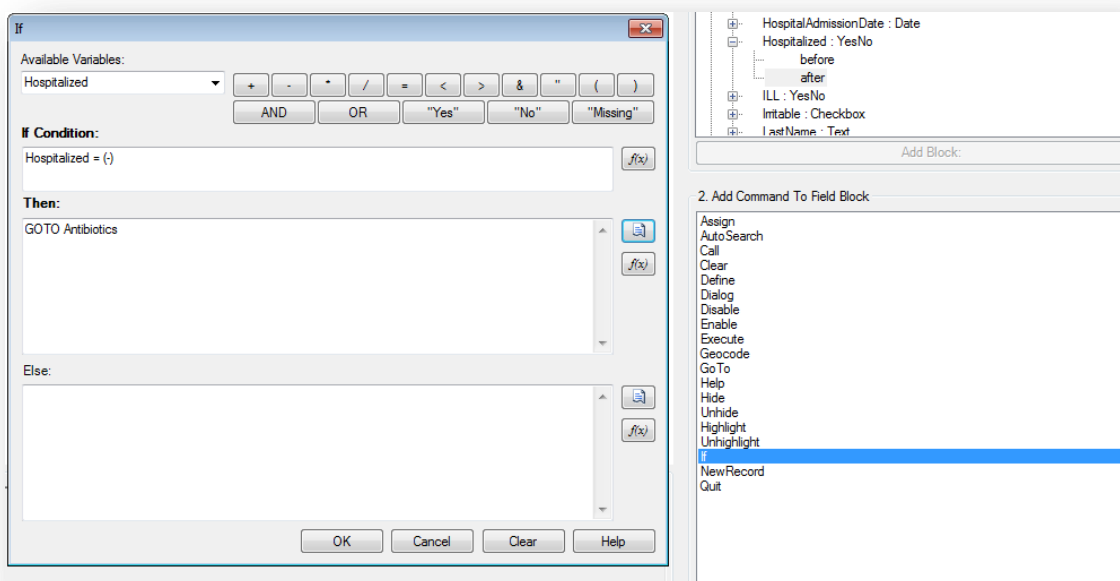 If
Available Variables:
Hospitalized
+ - * / = < > & " ( )
AND OR "Yes" "No" "Missing"
If Condition:
Hospitalized = (-)
f(x)
Then:
GOTO Antibiotics
f(x)
Else:
f(x)
OK Cancel Clear Help
HospitalAdmissionDate : Date
Hospitalized : YesNo
before
after
ILL : YesNo
Irritable : Checkbox
LastName : Text
Add Block:
2. Add Command To Field Block
Assign
AutoSearch
Call
Clear
Define
Dialog
Disable
Enable
Execute
Geocode
GoTo
Help
Hide
Unhide
Highlight
Unhighlight
If
NewRecord
Quit